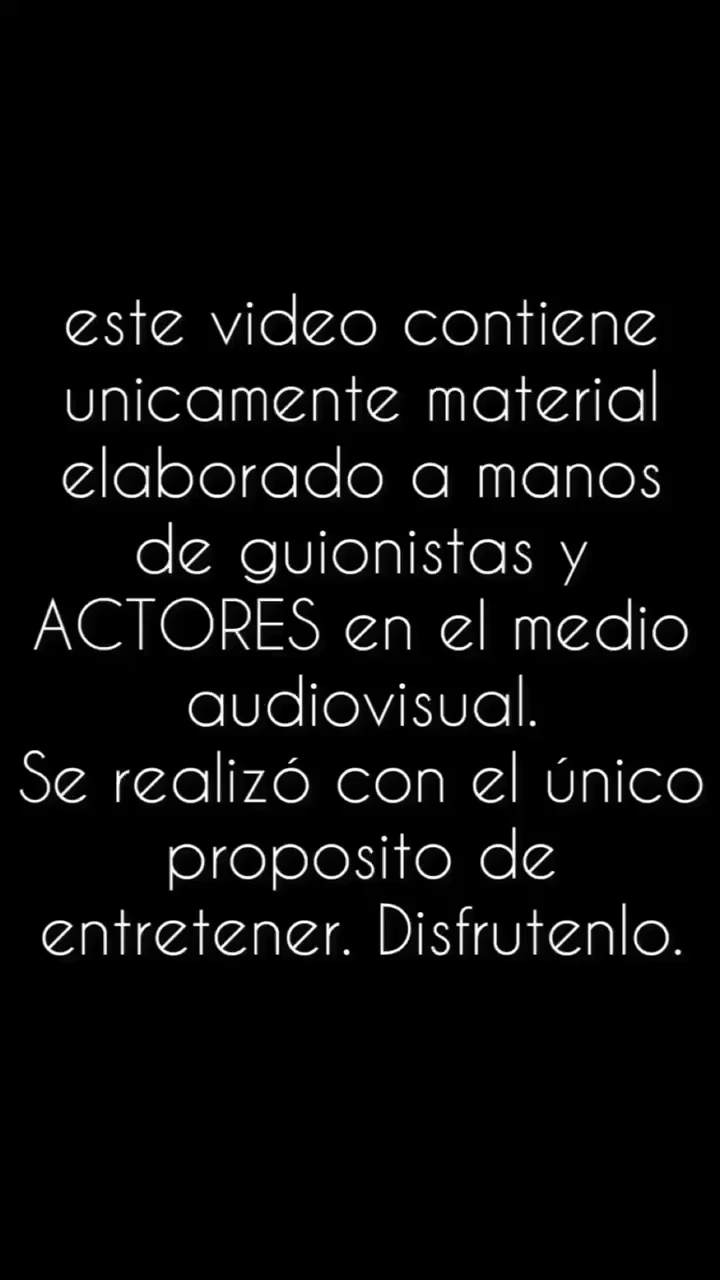 este video contiene
unicamente material
elaborado a manos
de guionistas y
ACTORES en el medio
audiovisual.
Se realizó con el único
proposito de
entretener. Disfrutenlo.